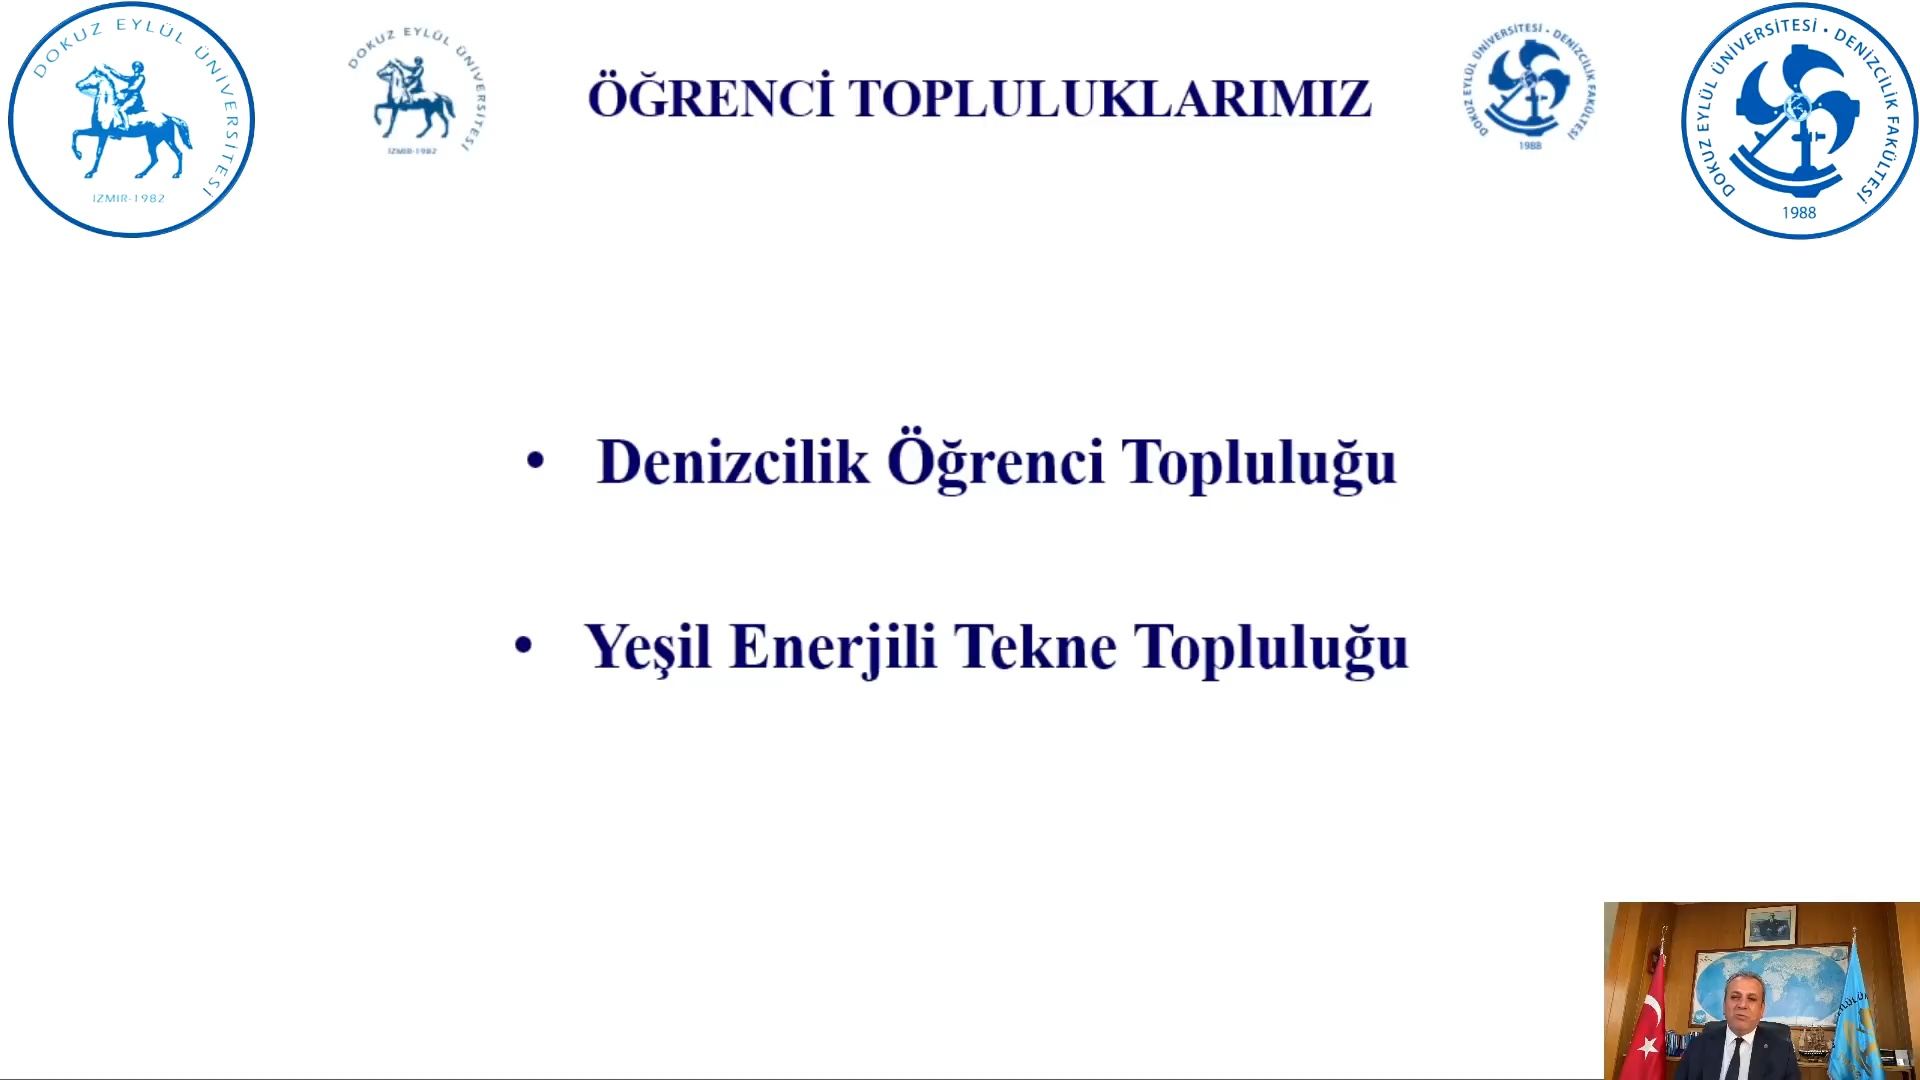 DOKUZ EYLÜL ÜNİVERSİTESİ
İZMİR-1982
DOKUZ EYLÜL ÜNİVERSİTESİ
İZMİR-1982
ÖĞRENCİ TOPLULUKLARIMIZ
DOKUZ EYLÜL ÜNİVERSİTESİ • DENİZCİLİK FAKÜLTESİ
1988
DOKUZ EYLÜL ÜNİVERSİTESİ • DENİZCİLİK FAKÜLTESİ
1988
• Denizcilik Öğrenci Topluluğu
• Yeşil Enerjili Tekne Topluluğu